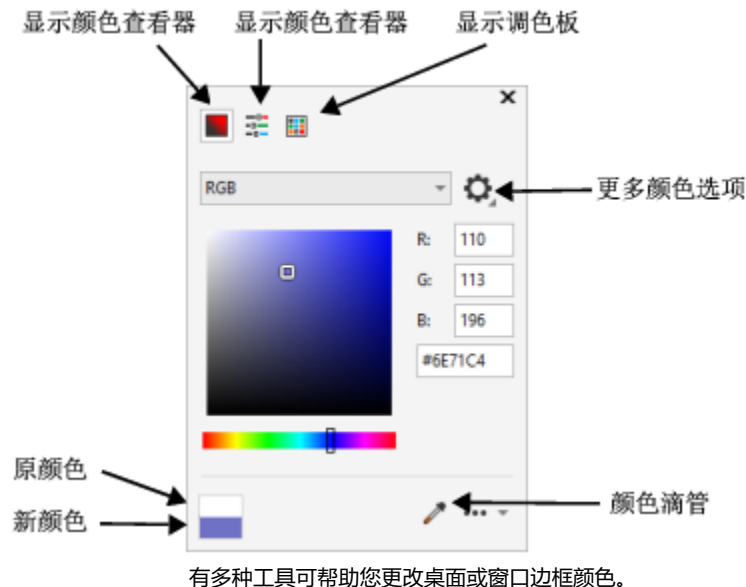 显示颜色查看器 显示颜色查看器 显示调色板
RGB
更多颜色选项
R: 110
G: 113
B: 196
#6E71C4
原颜色
新颜色
颜色滴管
有多种工具可帮助您更改桌面或窗口边框颜色。